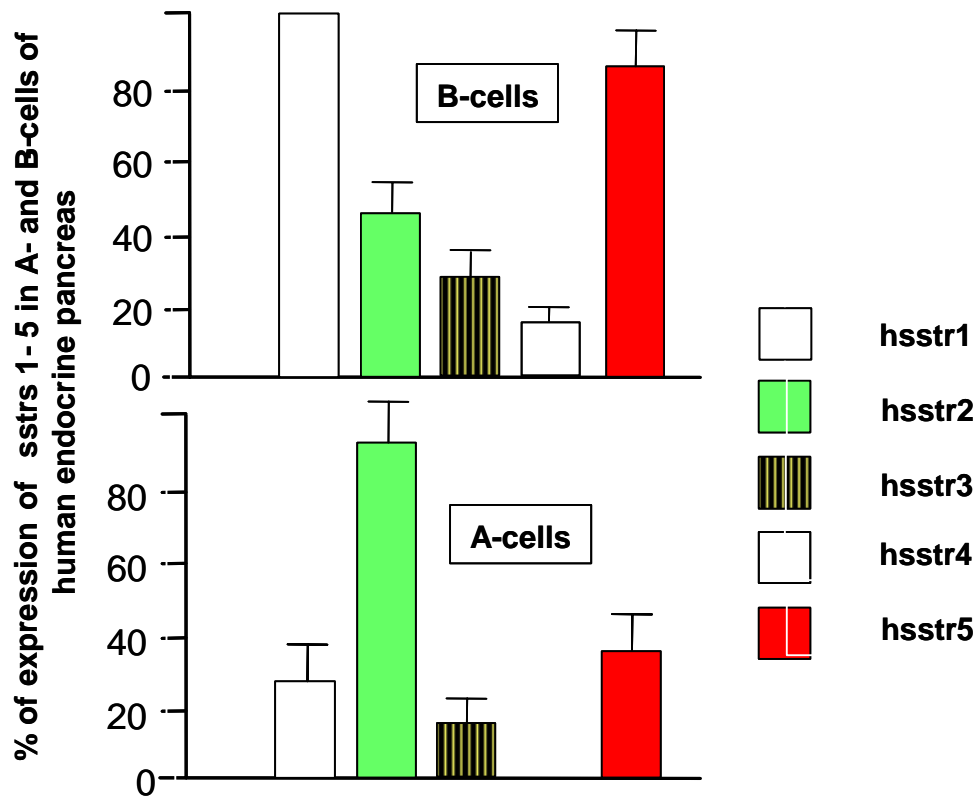 % of expression of sstrs 1- 5 in A- and B-cells of
human endocrine pancreas
B-cells
80
60
40
20
0
A-cells
80
60
40
20
0
hsstr1
hsstr2
hsstr3
hsstr4
hsstr5